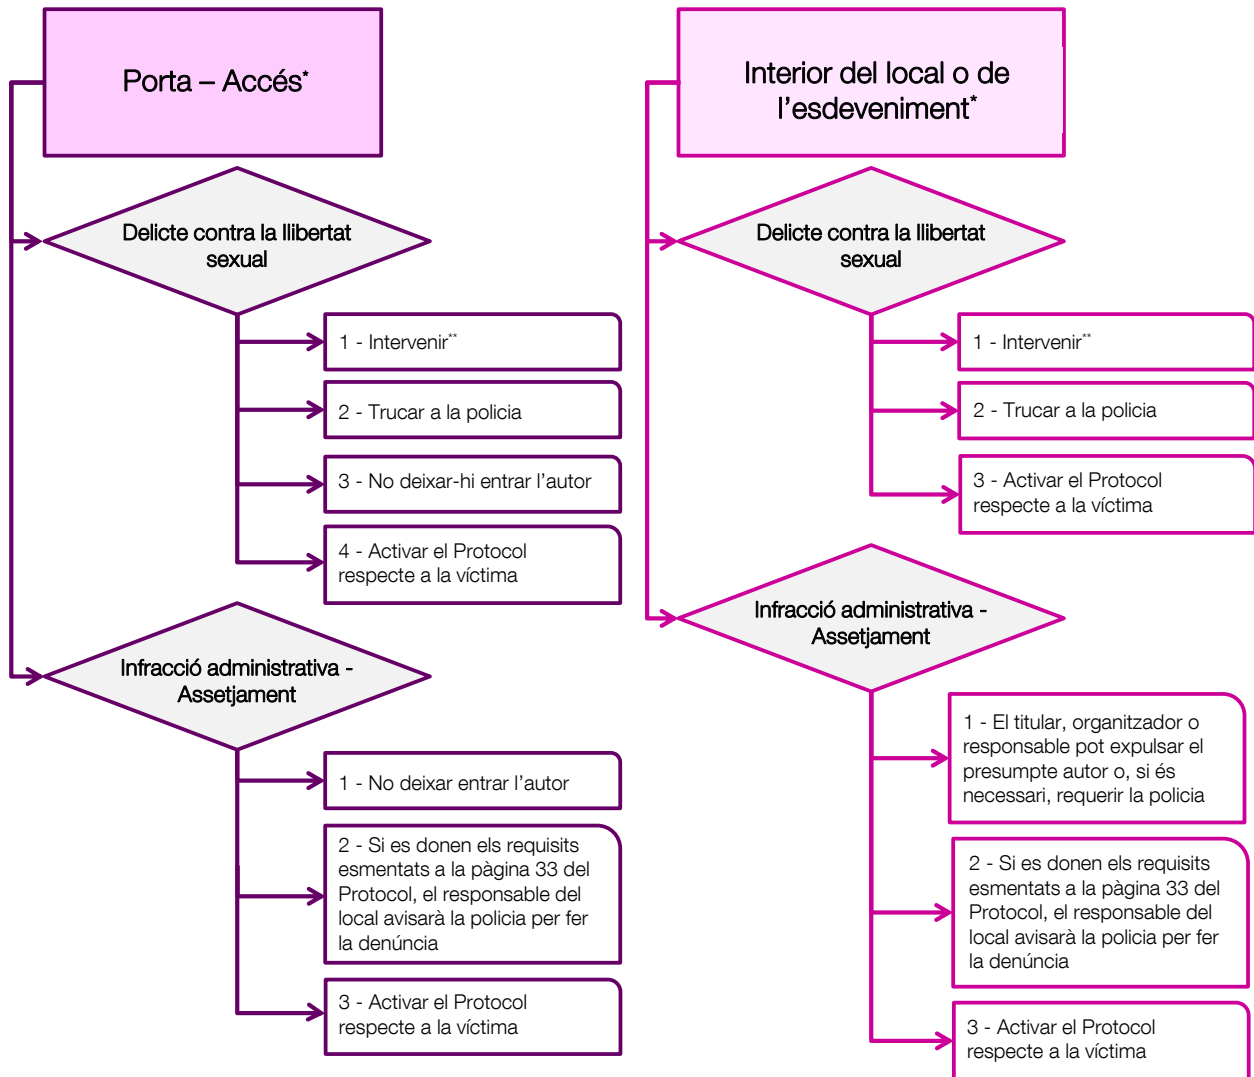 Porta – Accés*
Delicte contra la llibertat
sexual
1 - Intervenir**
2 - Trucar a la policia
3 - No deixar-hi entrar l’autor
4 - Activar el Protocol
respecte a la víctima
Infracció administrativa -
Assetjament
1 - No deixar entrar l’autor
2 - Si es donen els requisits
esmentats a la pàgina 33 del
Protocol, el responsable del
local avisarà la policia per fer
la denúncia
3 - Activar el Protocol
respecte a la víctima
Interior del local o de
l’esdeveniment*
Delicte contra la llibertat
sexual
1 - Intervenir**
2 - Trucar a la policia
3 - Activar el Protocol
respecte a la víctima
Infracció administrativa -
Assetjament
1 - El titular, organitzador o
responsable pot expulsar el
presumpte autor o, si és
necessari, requerir la policia
2 - Si es donen els requisits
esmentats a la pàgina 33 del
Protocol, el responsable del
local avisarà la policia per fer
la denúncia
3 - Activar el Protocol
respecte a la víctima